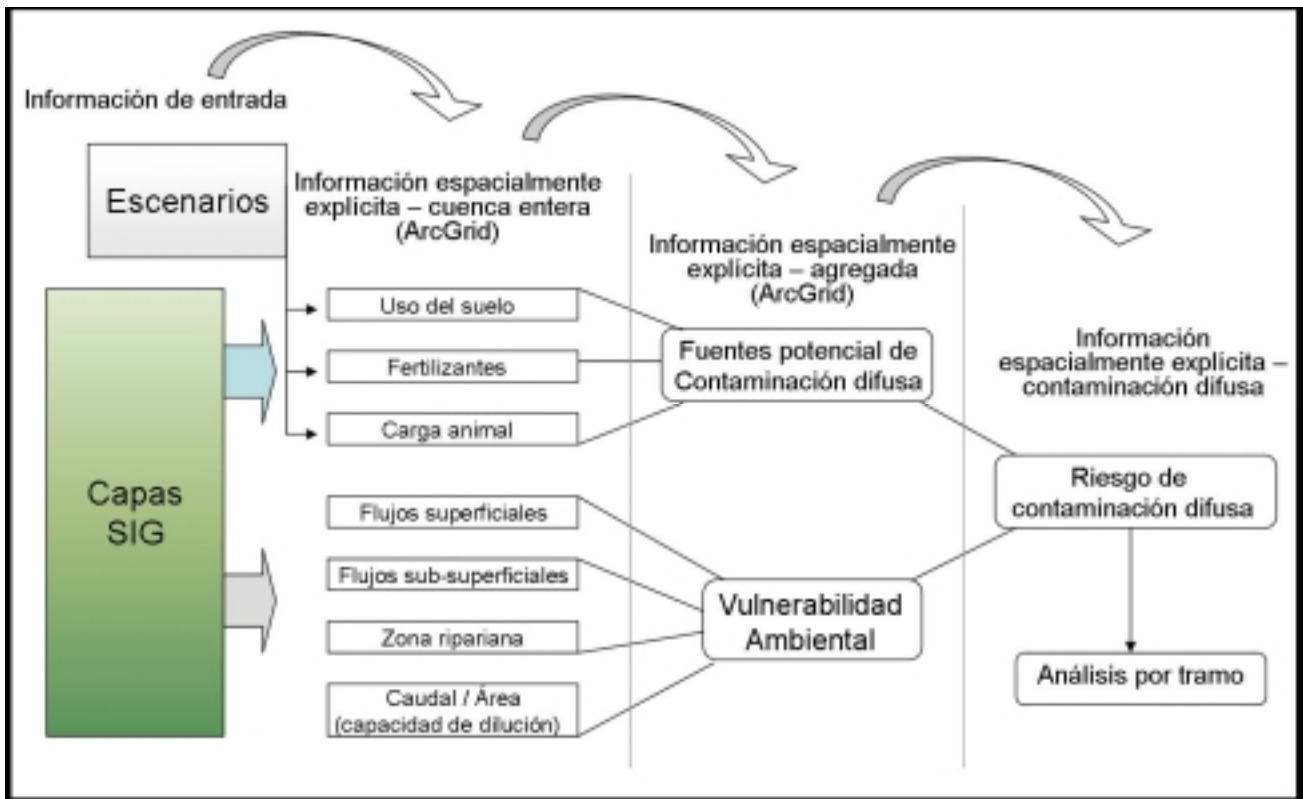 Información de entrada
Escenarios
Capas
SIG
Información espacialmente
explícita – cuenca entera
(ArcGrid)
Uso del suelo
Fertilizantes
Carga animal
Flujos superficiales
Flujos sub-superficiales
Zona ripariana
Caudal / Área
(capacidad de dilución)
Información espacialmente
explícita – agregada
(ArcGrid)
Fuentes potencial de
Contaminación difusa
Vulnerabilidad
Ambiental
Información
espacialmente explícita –
contaminación difusa
Riesgo de
contaminación difusa
Análisis por tramo